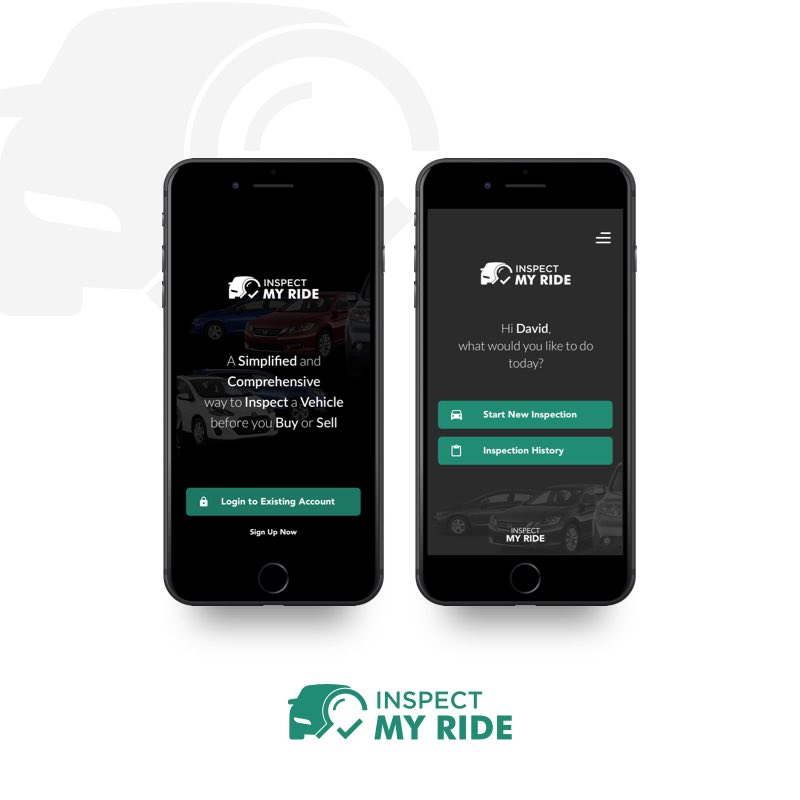 INSPECT
MY RIDE
A Simplified and
Comprehensive
way to Inspect a Vehicle
before you Buy or Sell
Login to Existing Account
Sign Up Now
INSPECT
MY RIDE
Hi David,
what would you like to do
today?
Start New Inspection
Inspection History
INSPECT
MY RIDE
INSPECT
MY RIDE